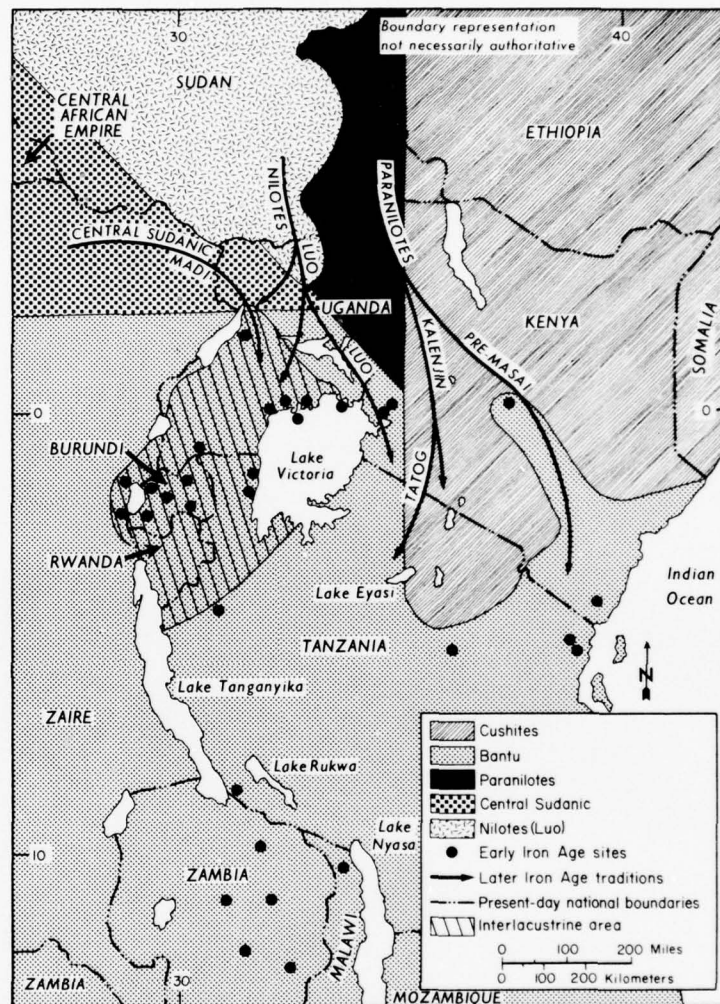 30
Boundary representation
not necessarily authoritative
40
SUDAN
CENTRAL
AFRICAN
EMPIRE
ETHIOPIA
NILOTES
PARANILOTES
CENTRAL SUDANIC
MADI
LUO
UGANDA
KENYA
SOMALIA
LUO
KALENJIN
PRE MASAI
0
0
BURUNDI
Lake
Victoria
TATOG
RWANDA
Lake Eyasi
Indian
Ocean
TANZANIA
N
Lake Tanganyika
ZAIRE
Lake Rukwa
Lake
Nyasa
10
ZAMBIA
MALAWI
ZAMBIA
30
MOZAMBIQUE
Cushites
Bantu
Paranilotes
Central Sudanic
Nilotes (Luo)
Early Iron Age sites
Later Iron Age traditions
Present-day national boundaries
Interlacustrine area
0 100 200 Miles
0 100 200 Kilometers